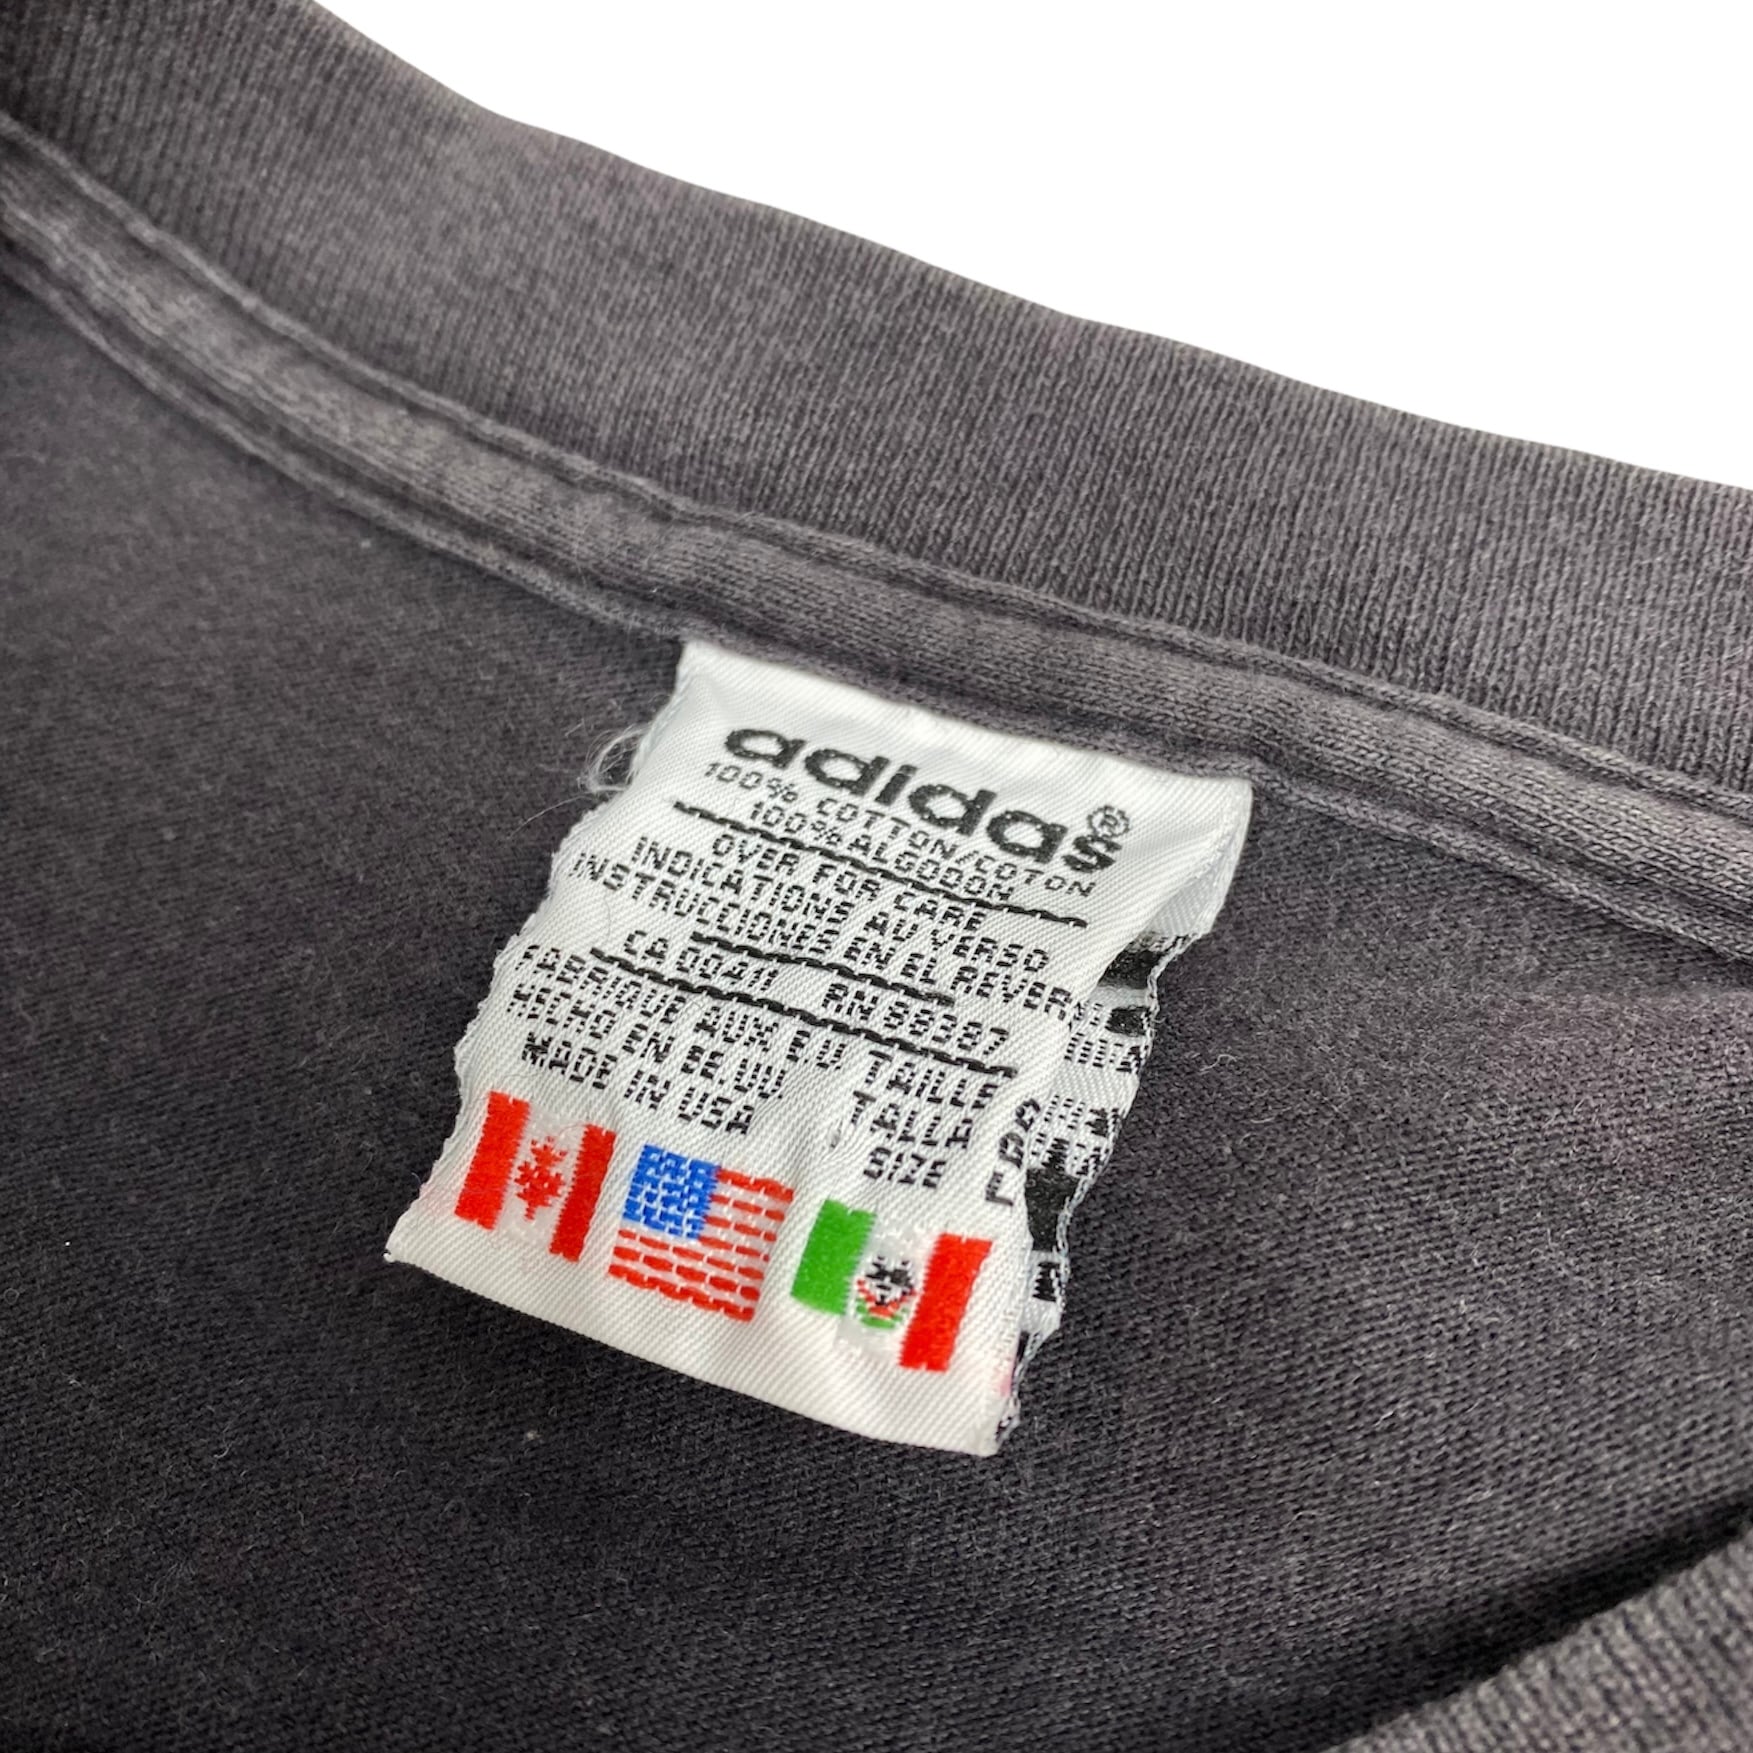 adidas®
100% COTTON/COTON
100% ALGODON
OVER FOR CARE
INDICATIONS AU VERSO
INSTRUCCIONES EN EL REVERSO
CA 00411 RN 88387
FABRIQUE AUX E.U TAILLE
HECHO EN EE.UU TALLA
MADE IN USA SIZE